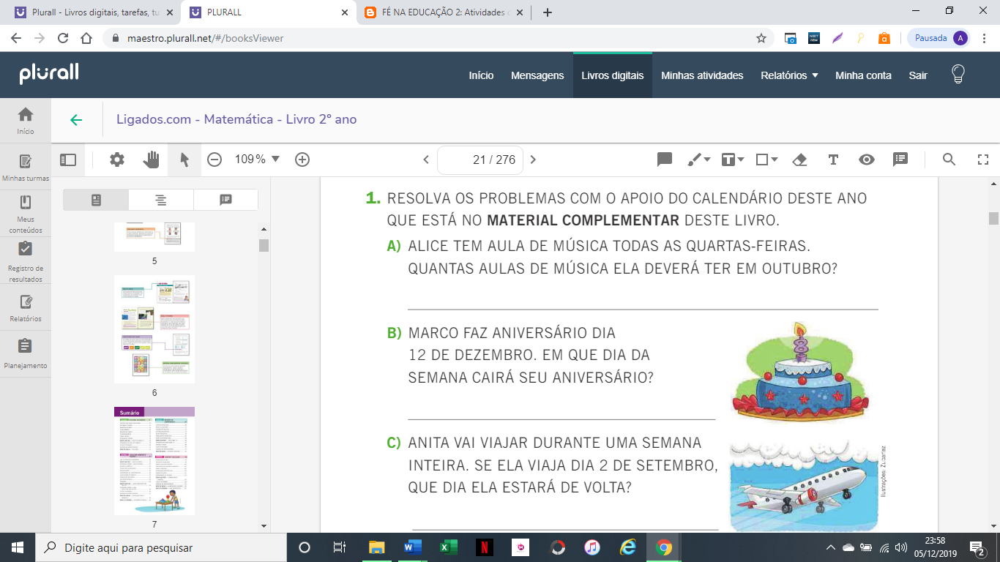 Plurall - Livros digitais, tarefas, tu
PLURALL
FÉ NA EDUCAÇÃO 2: Atividades
maestro.plurall.net/#/booksViewer
Pausada
A
plurall
Início
Mensagens
Livros digitais
Minhas atividades
Relatórios
Minha conta
Sair
Início
Minhas turmas
Meus
conteúdos
Registro de
resultados
Relatórios
Planejamento
Ligados.com - Matemática - Livro 2º ano
109%
21 / 276
5
6
Sumário
7
1. RESOLVA OS PROBLEMAS COM O APOIO DO CALENDÁRIO DESTE ANO
QUE ESTÁ NO MATERIAL COMPLEMENTAR DESTE LIVRO.
A) ALICE TEM AULA DE MÚSICA TODAS AS QUARTAS-FEIRAS.
QUANTAS AULAS DE MÚSICA ELA DEVERÁ TER EM OUTUBRO?
B) MARCO FAZ ANIVERSÁRIO DIA
12 DE DEZEMBRO. EM QUE DIA DA
SEMANA CAIRÁ SEU ANIVERSÁRIO?
8
C) ANITA VAI VIAJAR DURANTE UMA SEMANA
INTEIRA. SE ELA VIAJA DIA 2 DE SETEMBRO,
QUE DIA ELA ESTARÁ DE VOLTA?
Ilustrações:
Digite aqui para pesquisar
23:58
05/12/2019
2